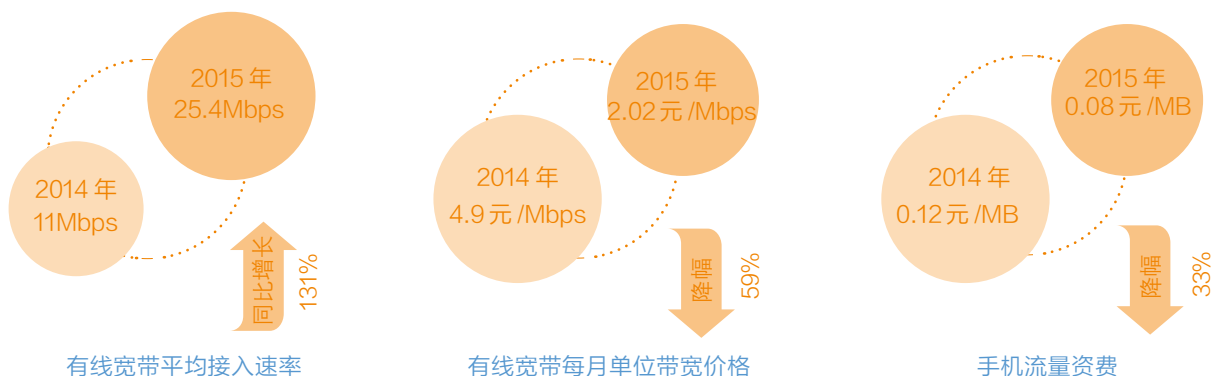 2015 年
25.4Mbps
2014 年
11Mbps
同比增长
131%
有线宽带平均接入速率
2015 年
2.02 元 /Mbps
2014 年
4.9 元 /Mbps
降幅
59%
有线宽带每月单位带宽价格
2015 年
0.08 元 /MB
2014 年
0.12 元 /MB
降幅
33%
手机流量资费